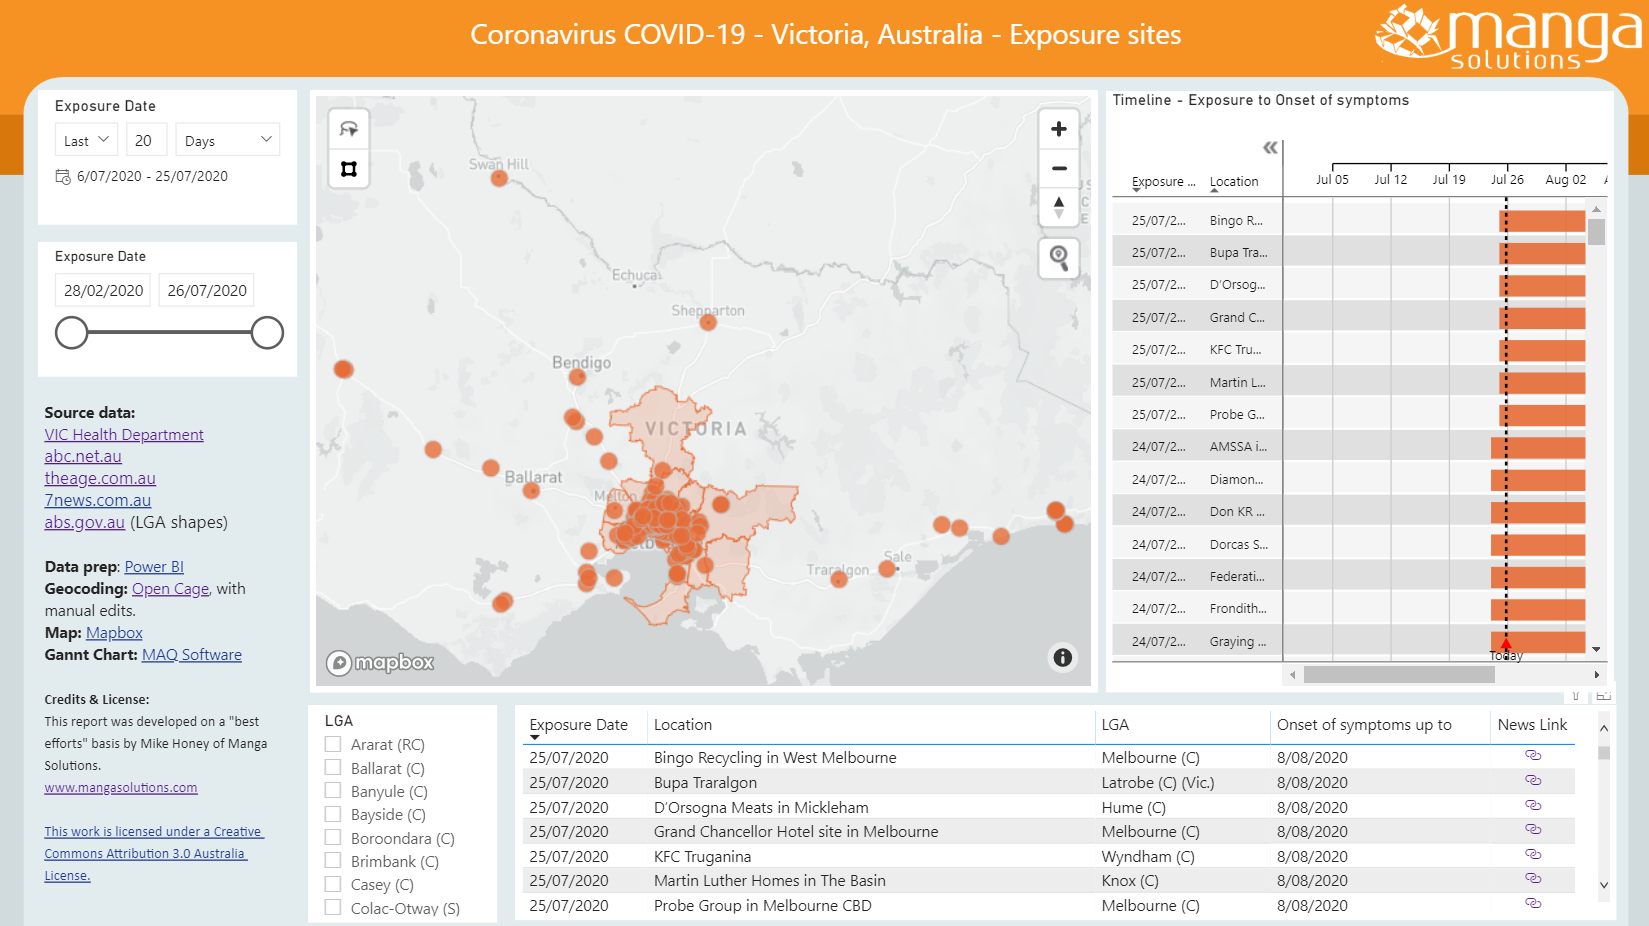 Coronavirus COVID-19 - Victoria, Australia - Exposure sites
manga
solutions
Exposure Date
Last 20 Days
6/07/2020 - 25/07/2020
Exposure Date
28/02/2020 26/07/2020
Source data:
VIC Health Department
abc.net.au
theage.com.au
7news.com.au
abs.gov.au (LGA shapes)
Data prep: Power BI
Geocoding: Open Cage, with
manual edits.
Map: Mapbox
Gannt Chart: MAQ Software
Credits & License:
This report was developed on a "best
efforts" basis by Mike Honey of Manga
Solutions.
www.mangasolutions.com
This work is licensed under a Creative
Commons Attribution 3.0 Australia
License.
Swan Hill
Echuca
Shepparton
Bendigo
VICTORIA
Ballarat
Melton
Traralgon
Sale
mapbox
Timeline - Exposure to Onset of symptoms
Exposure ... Location
Jul 05 Jul 12 Jul 19 Jul 26 Aug 02
25/07/2... Bingo R...
25/07/2... Bupa Tra...
25/07/2... D'Orsog...
25/07/2... Grand C...
25/07/2... KFC Tru...
25/07/2... Martin L...
25/07/2... Probe G...
24/07/2... AMSSA i...
24/07/2... Diamon...
24/07/2... Don KR ...
24/07/2... Dorcas S...
24/07/2... Federati...
24/07/2... Frondith...
24/07/2... Graying ...
Today
LGA
Ararat (RC)
Ballarat (C)
Banyule (C)
Bayside (C)
Boroondara (C)
Brimbank (C)
Casey (C)
Colac-Otway (S)
Exposure Date Location LGA Onset of symptoms up to News Link
25/07/2020 Bingo Recycling in West Melbourne Melbourne (C) 8/08/2020
25/07/2020 Bupa Traralgon Latrobe (C) (Vic.) 8/08/2020
25/07/2020 D'Orsogna Meats in Mickleham Hume (C) 8/08/2020
25/07/2020 Grand Chancellor Hotel site in Melbourne Melbourne (C) 8/08/2020
25/07/2020 KFC Truganina Wyndham (C) 8/08/2020
25/07/2020 Martin Luther Homes in The Basin Knox (C) 8/08/2020
25/07/2020 Probe Group in Melbourne CBD Melbourne (C) 8/08/2020